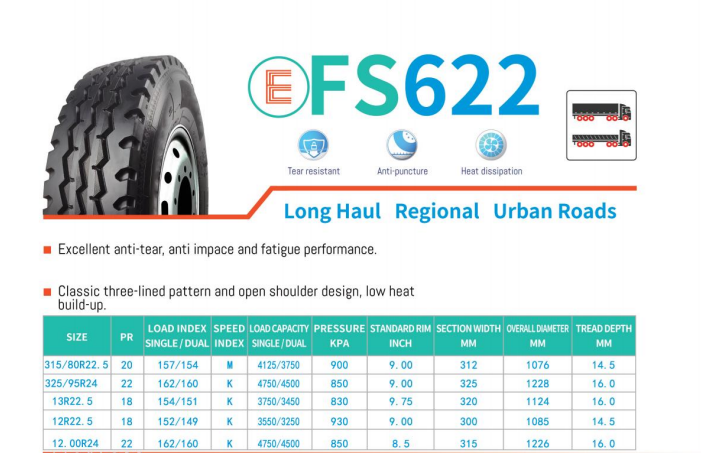 E FS622
Tear resistant Anti-puncture Heat dissipation
Long Haul Regional Urban Roads
Excellent anti-tear, anti impace and fatigue performance.
Classic three-lined pattern and open shoulder design, low heat
build-up.
SIZE PR LOAD INDEX SINGLE / DUAL SPEED INDEX LOAD CAPACITY SINGLE / DUAL PRESSURE KPA STANDARD RIM INCH SECTION WIDTH MM OVERALL DIAMETER MM TREAD DEPTH MM
315/80R22.5 20 157/154 M 4125/3750 900 9.00 312 1076 14.5
325/95R24 22 162/160 K 4750/4500 850 9.00 325 1228 16.0
13R22.5 18 154/151 K 3750/3450 830 9.75 320 1124 16.0
12R22.5 18 152/149 K 3550/3250 930 9.00 300 1085 14.5
12.00R24 22 162/160 K 4750/4500 850 8.5 315 1226 16.0